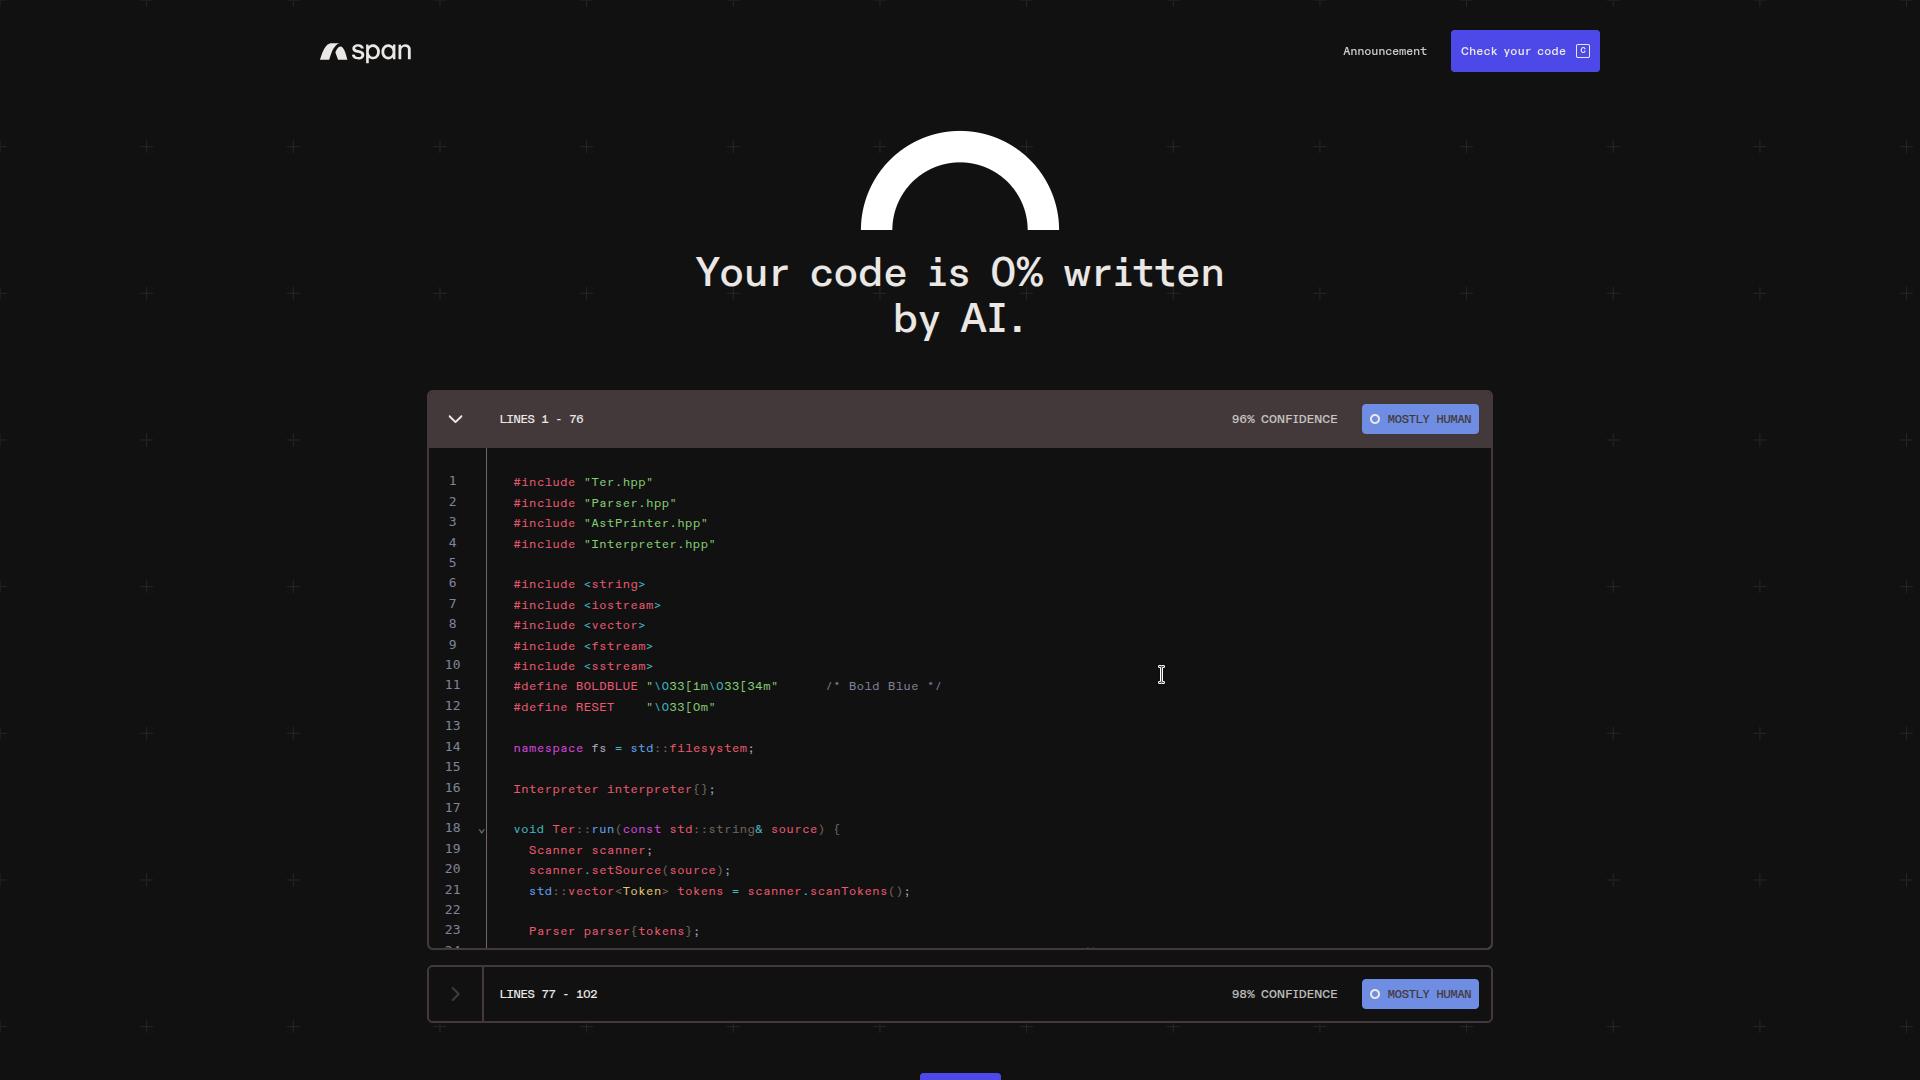 span
Announcement
Check your code C
Your code is 0% written
by AI.
LINES 1 - 76
96% CONFIDENCE
MOSTLY HUMAN
1 #include "Ter.hpp"
2 #include "Parser.hpp"
3 #include "AstPrinter.hpp"
4 #include "Interpreter.hpp"
5
6 #include <string>
7 #include <iostream>
8 #include <vector>
9 #include <fstream>
10 #include <sstream>
11 #define BOLDBLUE "\033[1m\033[34m"      /* Bold Blue */
12 #define RESET    "\033[0m"
13
14 namespace fs = std::filesystem;
15
16 Interpreter interpreter{};
17
18 void Ter::run(const std::string& source) {
19   Scanner scanner;
20   scanner.setSource(source);
21   std::vector<Token> tokens = scanner.scanTokens();
22
23   Parser parser{tokens};
LINES 77 - 102
98% CONFIDENCE
MOSTLY HUMAN